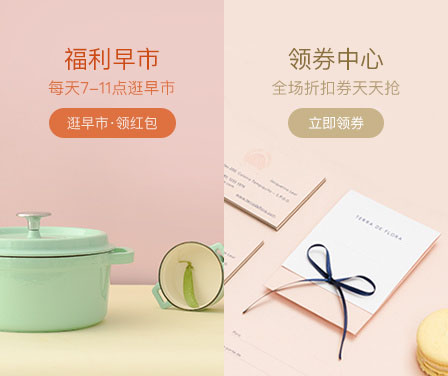 福利早市
每天7-11点逛早市
逛早市·领红包
领券中心
全场折扣券天天抢
立即领券
TERRA DE FLORA